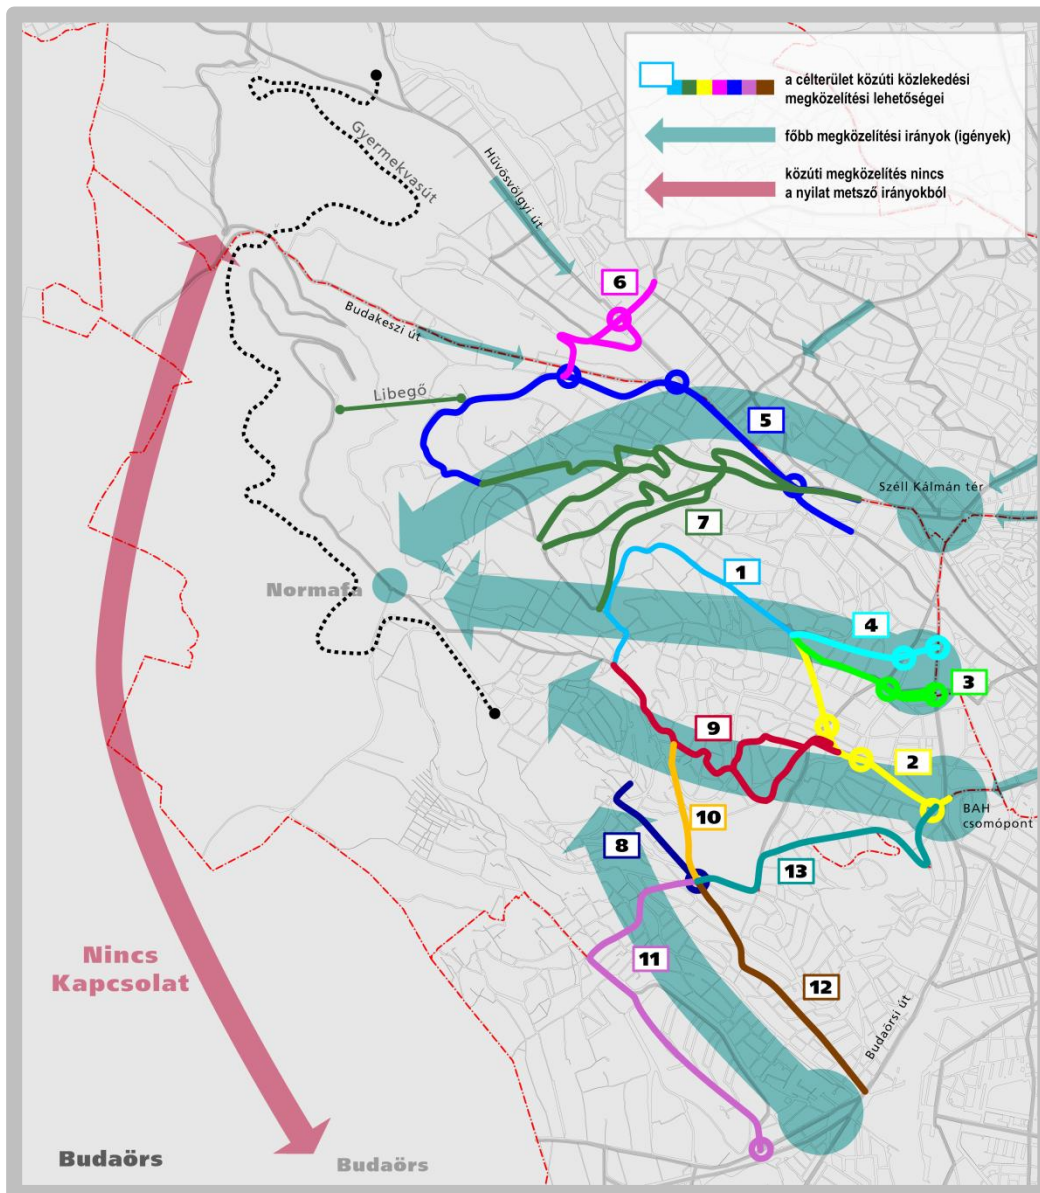 a célterület közúti közlekedési
megközelítési lehetőségei
főbb megközelítési irányok (igények)
közúti megközelítés nincs
a nyilat metsző irányokból
Gyermekvasút
Hűvösvölgyi út
6
Budakeszi út
Libegő
5
Széll Kálmán tér
7
1
Normafa
4
3
9
2
BAH
csomópont
10
8
13
11
Nincs
Kapcsolat
12
Budaörsi út
Budaörs
Budaörs